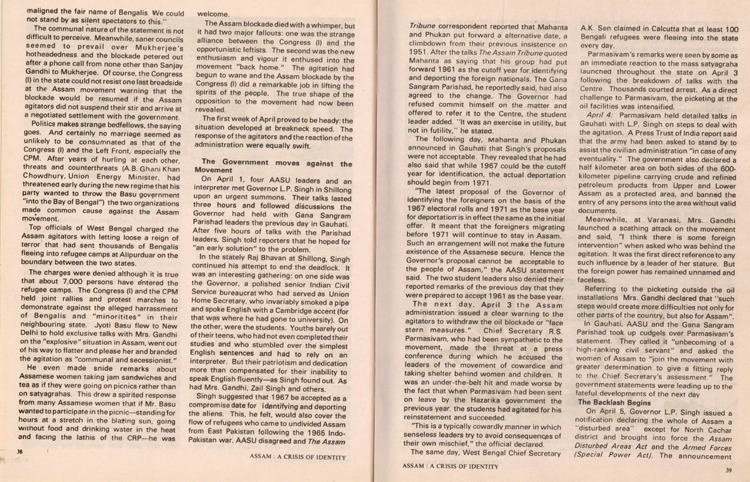 maligned the fair name of Bengalis. We could
not stand by as silent spectators to this."
The communal nature of the statement is not
difficult to perceive. Meanwhile, saner councils
seemed to prevail over Mukherjee's
hotheadedness and the blockade petered out
after a phone call from none other than Sanjay
Gandhi to Mukherjee. Of course, the Congress
(I) in the state could not resist one last broadside
at the Assam movement warning that the
blockade would be resumed if the Assam
agitators did not suspend their stir and arrive at
a negotiated settlement with the government.
Politics makes strange bedfellows, the saying
goes. And certainly no marriage seemed as
unlikely to be consumated as that of the
Congress (I) and the Left Front, especially the
CPM. After years of hurling at each other,
threats and counterthreats (A.B. Ghani Khan
Chowdhury, Union Energy Minister, had
threatened early during the new regime that his
party wanted to throw the Basu government
"into the Bay of Bengal") the two organizations
made common cause against the Assam
movement.
Top officials of West Bengal charged the
Assam agitators with letting loose a reign of
terror that had sent thousands of Bengalis
fleeing into refugee camps at Alipurduar on the
boundary between the two states.
The charges were denied although it is true
that about 7,000 persons have entered the
refugee camps. The Congress (I) and the CPM
held joint rallies and protest marches to
demonstrate against the alleged harrassment
of Bengalis and "minorities" in their
neighbouring state. Jyoti Basu flew to New
Delhi to hold exclusive talks with Mrs. Gandhi
on the "explosive" situation in Assam, went out
of his way to flatter and please her and branded
the agitation as "communal and secessionist."
He even made snide remarks about
Assamese women taking jam sandwiches and
tea as if they were going on picnics rather than
on satyagrahas. This drew a spirited response
from many Assamese women that if Mr. Basu
wanted to participate in the picnic—standing for
hours at a stretch in the blazing sun, going
without food and drinking water in the heat
and facing the lathis of the CRP—he was
38
welcome.
The Assam blockade died with a whimper, but
it had two major fallouts: one was the strange
alliance between the Congress (I) and the
opportunistic leftists. The second was the new
enthusiasm and vigour it enthused into the
movement "back home." The agitation had
begun to wane and the Assam blockade by the
Congress (I) did a remarkable job in lifting the
spirits of the people. The true shape of the
opposition to the movement had now been
revealed.
The first week of April proved to be heady: the
situation developed at breakneck speed. The
response of the agitators and the reaction of the
administration were equally swift.
The Government moves against the
Movement
On April 1, four AASU leaders and an
interpreter met Governor L.P. Singh in Shillong
upon an urgent summons. Their talks lasted
three hours and followed discussions the
Governor had held with Gana Sangram
Parishad leaders the previous day in Gauhati.
After five hours of talks with the Parishad
leaders, Singh told reporters that he hoped for
"an early solution" to the problem.
In the stately Raj Bhavan at Shillong, Singh
continued his attempt to end the deadlock. It
was an interesting gathering: on one side was
the Governor, a polished senior Indian Civil
Service bureaucrat who had served as Union
Home Secretary, who invariably smoked a pipe
and spoke English with a Cambridge accent (for
that was where he had gone to university). On
the other, were the students. Youths barely out
of their teens, who had not even completed their
studies and who stumbled over the simplest
English sentences and had to rely on an
interpreter. But their patriotism and dedication
more than compensated for their inability to
speak English fluently—as Singh found out. As
had Mrs. Gandhi, Zail Singh and others.
Singh suggested that 1967 be accepted as a
compromise date for identifying and deporting
the aliens. This, he felt, would also cover the
flow of refugees who came to undivided Assam
from East Pakistan following the 1965 Indo-
Pakistan war. AASU disagreed and The Assam
ASSAM : A CRISIS OF IDENTITY
Tribune correspondent reported that Mahanta
and Phukan put forward a alternative date, a
climbdown from their previous insistence on
1951. After the talks The Assam Tribune quoted
Mahanta as saying that his group had put
forward 1961 as the cutoff year for identifying
and deporting the foreign nationals. The Gana
Sangram Parishad, he reportedly said, had also
agreed to the change. The Governor had
refused commit himself on the matter and
offered to refer it to the Centre, the student
leader added. "It was an exercise in utility, but
not in futility," he stated.
The following day, Mahanta and Phukan
announced in Gauhati that Singh's proposals
were not acceptable. They revealed that he had
also said that while 1967 could be the cutoff
year for identification, the actual deportation
should begin from 1971.
"The latest proposal of the Governor of
identifying the foreigners on the basis of the
1967 electoral rolls and 1971 as the base year
for deportation is in effect the same as the initial
offer. It meant that the foreigners migrating
before 1971 will continue to stay in Assam.
Such an arrangement will not make the future
existence of the Assamese secure. Hence the
Governor's proposal cannot be acceptable to
the people of Assam," the AASU statement
said. The two student leaders also denied their
reported remarks of the previous day that they
were prepared to accept 1961 as the base year.
The next day, April 3 the Assam
administration issued a clear warning to the
agitators to withdraw the oil blockade or "face
stern measures." Chief Secretary R.S.
Parmasivam, who had been sympathetic to the
movement, made the threat at a press
conference during which he accused the
leaders of the movement of cowardice and
taking shelter behind women and children. It
was an under-the-belt hit and made worse by
the fact that when Parmasivam had been sent
on leave by the Hazarika government the
previous year, the students had agitated for his
reinstatement and succeeded.
"This is a typically cowardly manner in which
senseless leaders try to avoid consequences of
their own mischief," the official declared.
The same day, West Bengal Chief Secretary
ASSAM : A CRISIS OF IDENTITY
A.K. Sen claimed in Calcutta that at least 100
Bengali refugees were fleeing into the state
every day.
Parmasivam's remarks were seen by some as
an immediate reaction to the mass satyagraha
launched throughout the state on April 3
following the breakdown of talks with the
Centre. Thousands courted arrest. As a direct
challenge to Parmasivam, the picketing at the
oil facilities was intensified.
April 4: Parmasivam held detailed talks in
Gauhati with L.P. Singh on steps to deal with
the agitation. A Press Trust of India report said
that the army had been asked to stand by to
assist the civilian administration "in case of any
eventuality." The government also declared a
half kilometer area on both sides of the 600-
kilometer pipeline carrying crude and refined
petroleum products from Upper and Lower
Assam as a protected area, and banned the
entry of any persons into the area without valid
documents.
Meanwhile, at Varanasi, Mrs. Gandhi
launched a scathing attack on the movement
and said, "I think there is some foreign
intervention" when asked who was behind the
agitation. It was the first direct reference to any
such influence by a leader of her stature. But
the foreign power has remained unnamed and
faceless.
Referring to the picketing outside the oil
installations Mrs. Gandhi declared that "such
steps would create more difficulties not only for
other parts of the country, but also for Assam".
In Gauhati, AASU and the Gana Sangram
Parishad took up cudgels over Parmasivam's
statement. They called it "unbecoming of a
high-ranking civil servant" and asked the
women of Assam to "join the movement with
greater determination to give a fitting reply
to the Chief Secretary's assessment." The
government statements were leading up to the
fateful developments of the next day
The Backlash Begins
On April 5, Governor L.P. Singh issued a
notification declaring the whole of Assam a
"disturbed area" except for North Cachar
district and brought into force the Assam
Disturbed Areas Act and the Armed Forces
(Special Power Act). The announcement
39